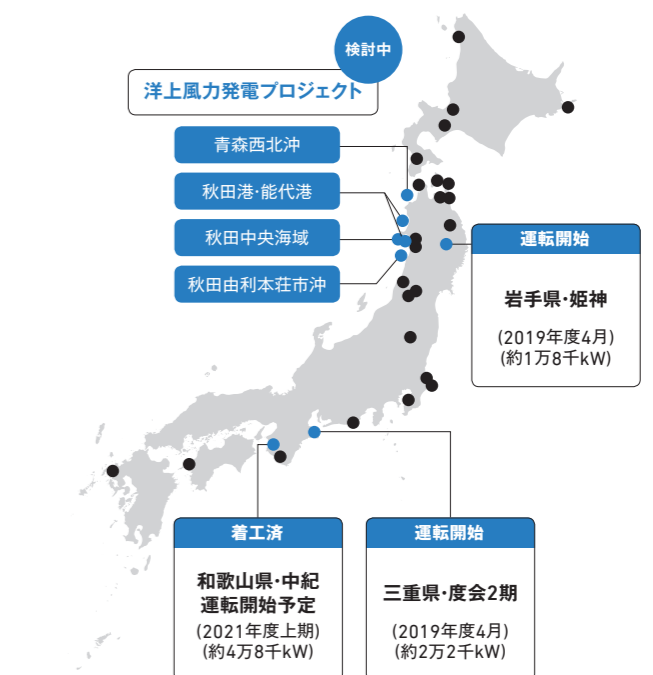 検討中
洋上風力発電プロジェクト
青森西北沖
秋田港・能代港
秋田中央海域
秋田由利本荘市沖
運転開始
岩手県・姫神
(2019年度4月)
(約1万8千kW)
着工済
和歌山県・中紀
運転開始予定
(2021年度上期)
(約4万8千kW)
運転開始
三重県・度会2期
(2019年度4月)
(約2万2千kW)